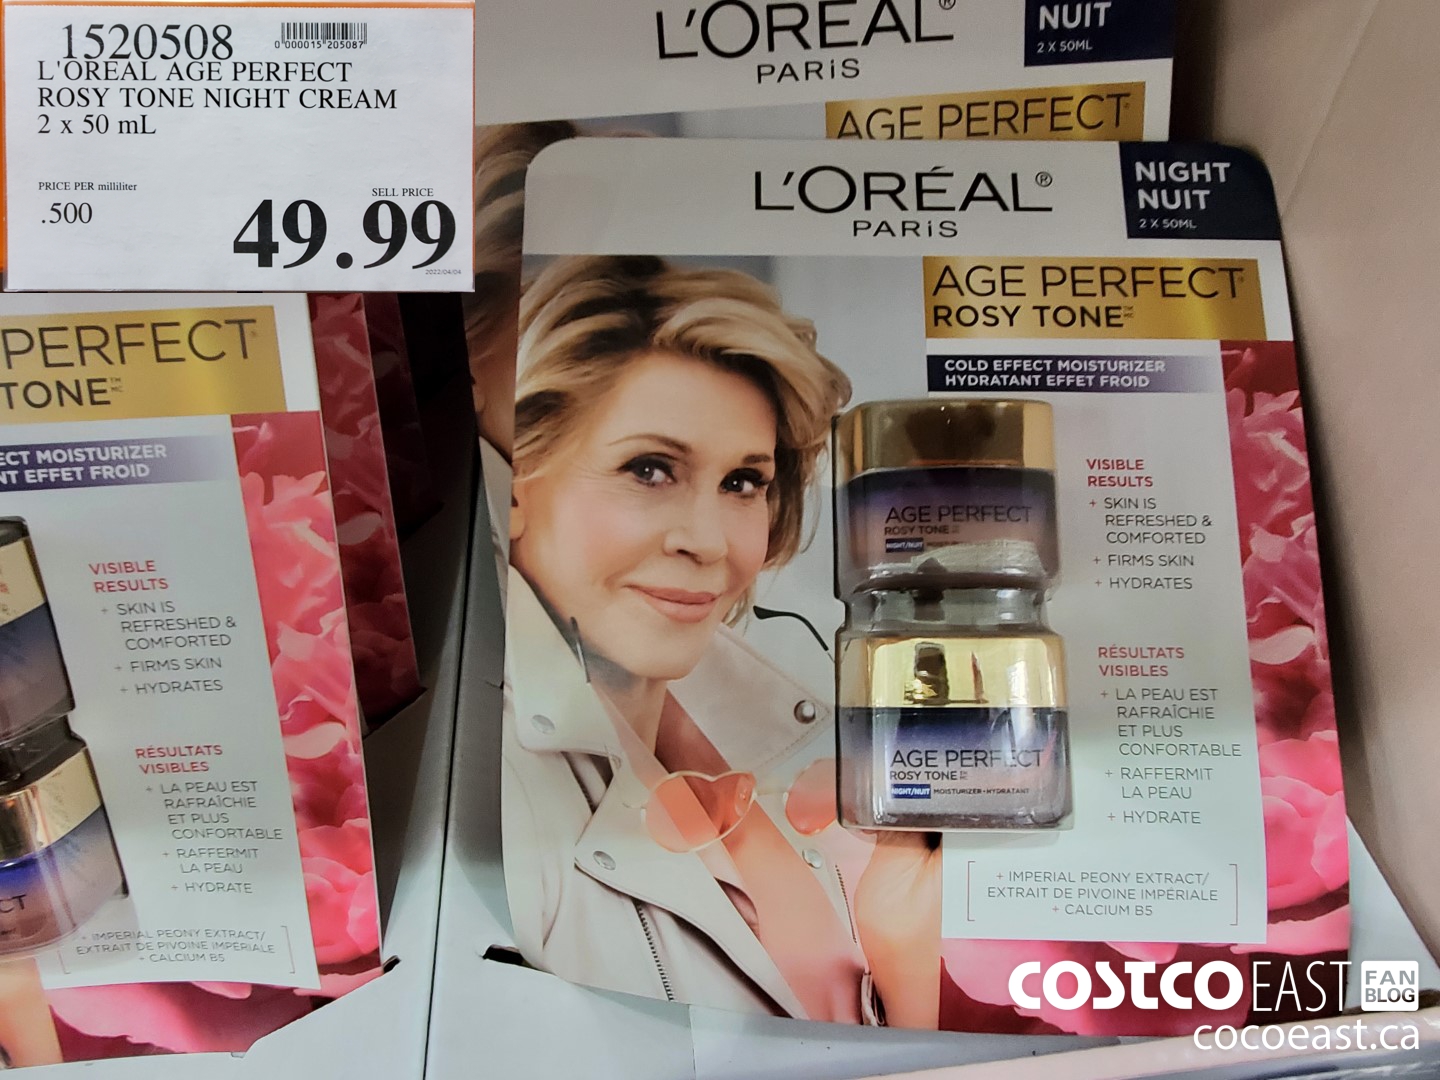 1520508
0 000015 205087
L'OREAL AGE PERFECT
ROSY TONE NIGHT CREAM
2 x 50 mL
PRICE PER milliliter
.500
SELL PRICE
49.99
2022/04/04
L'ORÉAL®
PARiS
NUIT
2 X 50ML
AGE PERFECT
L'ORÉAL®
PARiS
NIGHT
NUIT
2 X 50ML
AGE PERFECT
ROSY TONE
COLD EFFECT MOISTURIZER
HYDRATANT EFFET FROID
AGE PERFECT
ROSY TONE
NIGHT/NUIT
AGE PERFECT
ROSY TONE
NIGHT/NUIT MOISTURIZER•HYDRATANT
VISIBLE
RESULTS
+ SKIN IS
REFRESHED &
COMFORTED
+ FIRMS SKIN
+ HYDRATES
RÉSULTATS
VISIBLES
+ LA PEAU EST
RAFRAÎCHIE
ET PLUS
CONFORTABLE
+ RAFFERMIT
LA PEAU
+ HYDRATE
+ IMPERIAL PEONY EXTRACT/
EXTRAIT DE PIVOINE IMPÉRIALE
+ CALCIUM B5
PERFECT
TONE
ECT MOISTURIZER
NT EFFET FROID
VISIBLE
RESULTS
+ SKIN IS
REFRESHED &
COMFORTED
+ FIRMS SKIN
+ HYDRATES
RÉSULTATS
VISIBLES
+ LA PEAU EST
RAFRAÎCHIE
ET PLUS
CONFORTABLE
+ RAFFERMIT
LA PEAU
+ HYDRATE
+ IMPERIAL PEONY EXTRACT/
EXTRAIT DE PIVOINE IMPÉRIALE
+ CALCIUM B5
CT
COSTCO EAST FAN
BLOG
cocoeast.ca